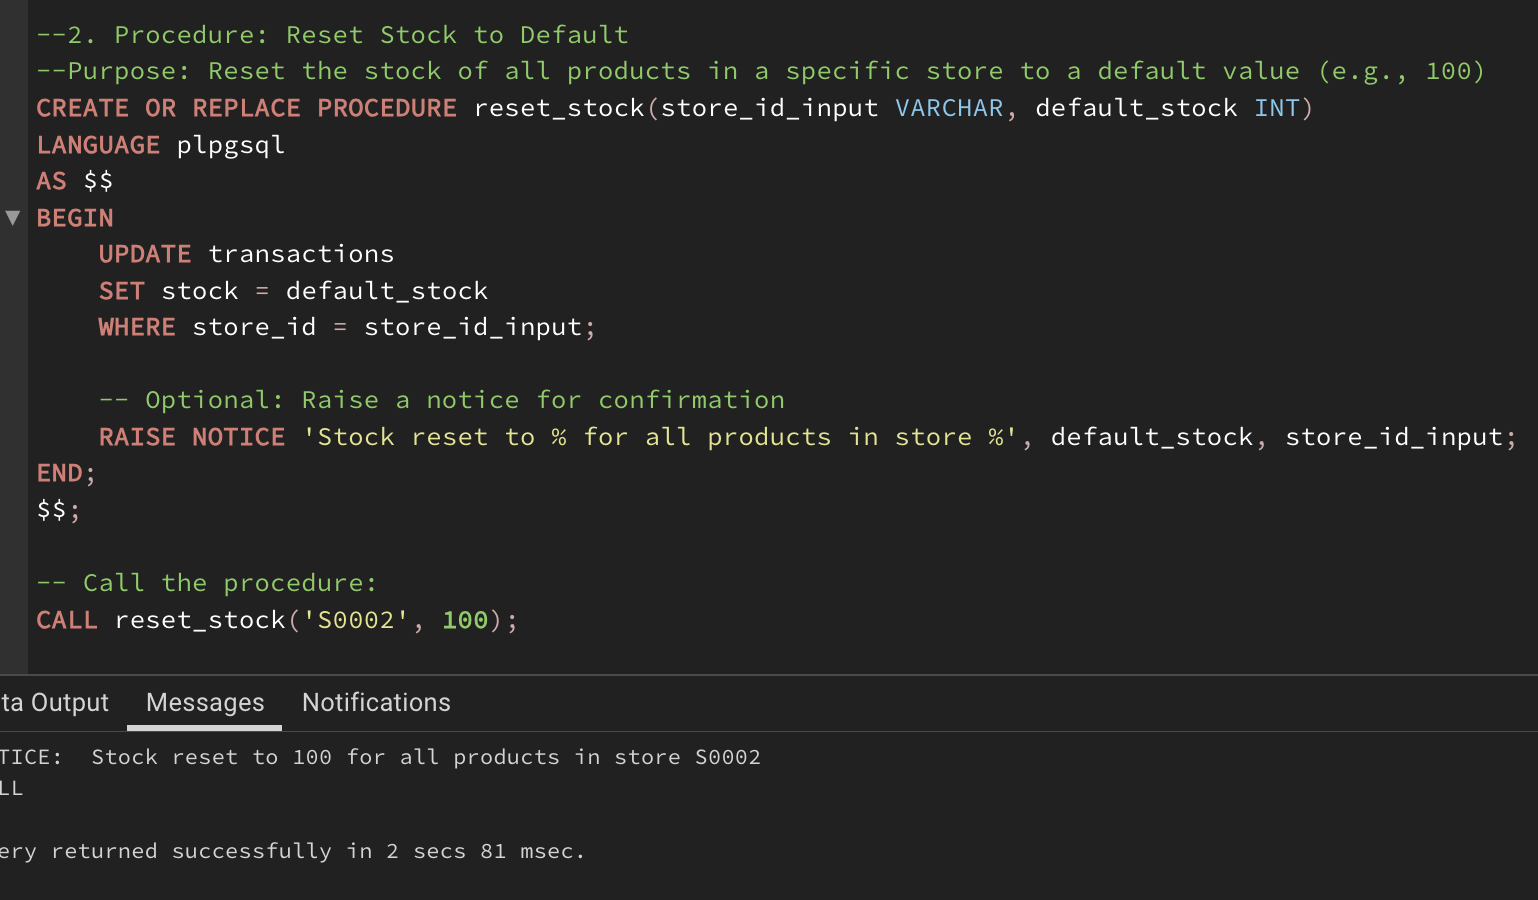 --2. Procedure: Reset Stock to Default
--Purpose: Reset the stock of all products in a specific store to a default value (e.g., 100)
CREATE OR REPLACE PROCEDURE reset_stock(store_id_input VARCHAR, default_stock INT)
LANGUAGE plpgsql
AS $$
BEGIN
    UPDATE transactions
    SET stock = default_stock
    WHERE store_id = store_id_input;

    -- Optional: Raise a notice for confirmation
    RAISE NOTICE 'Stock reset to % for all products in store %', default_stock, store_id_input;
END;
$$;

-- Call the procedure:
CALL reset_stock('S0002', 100);
ta Output Messages Notifications
TICE:  Stock reset to 100 for all products in store S0002
LL
ery returned successfully in 2 secs 81 msec.